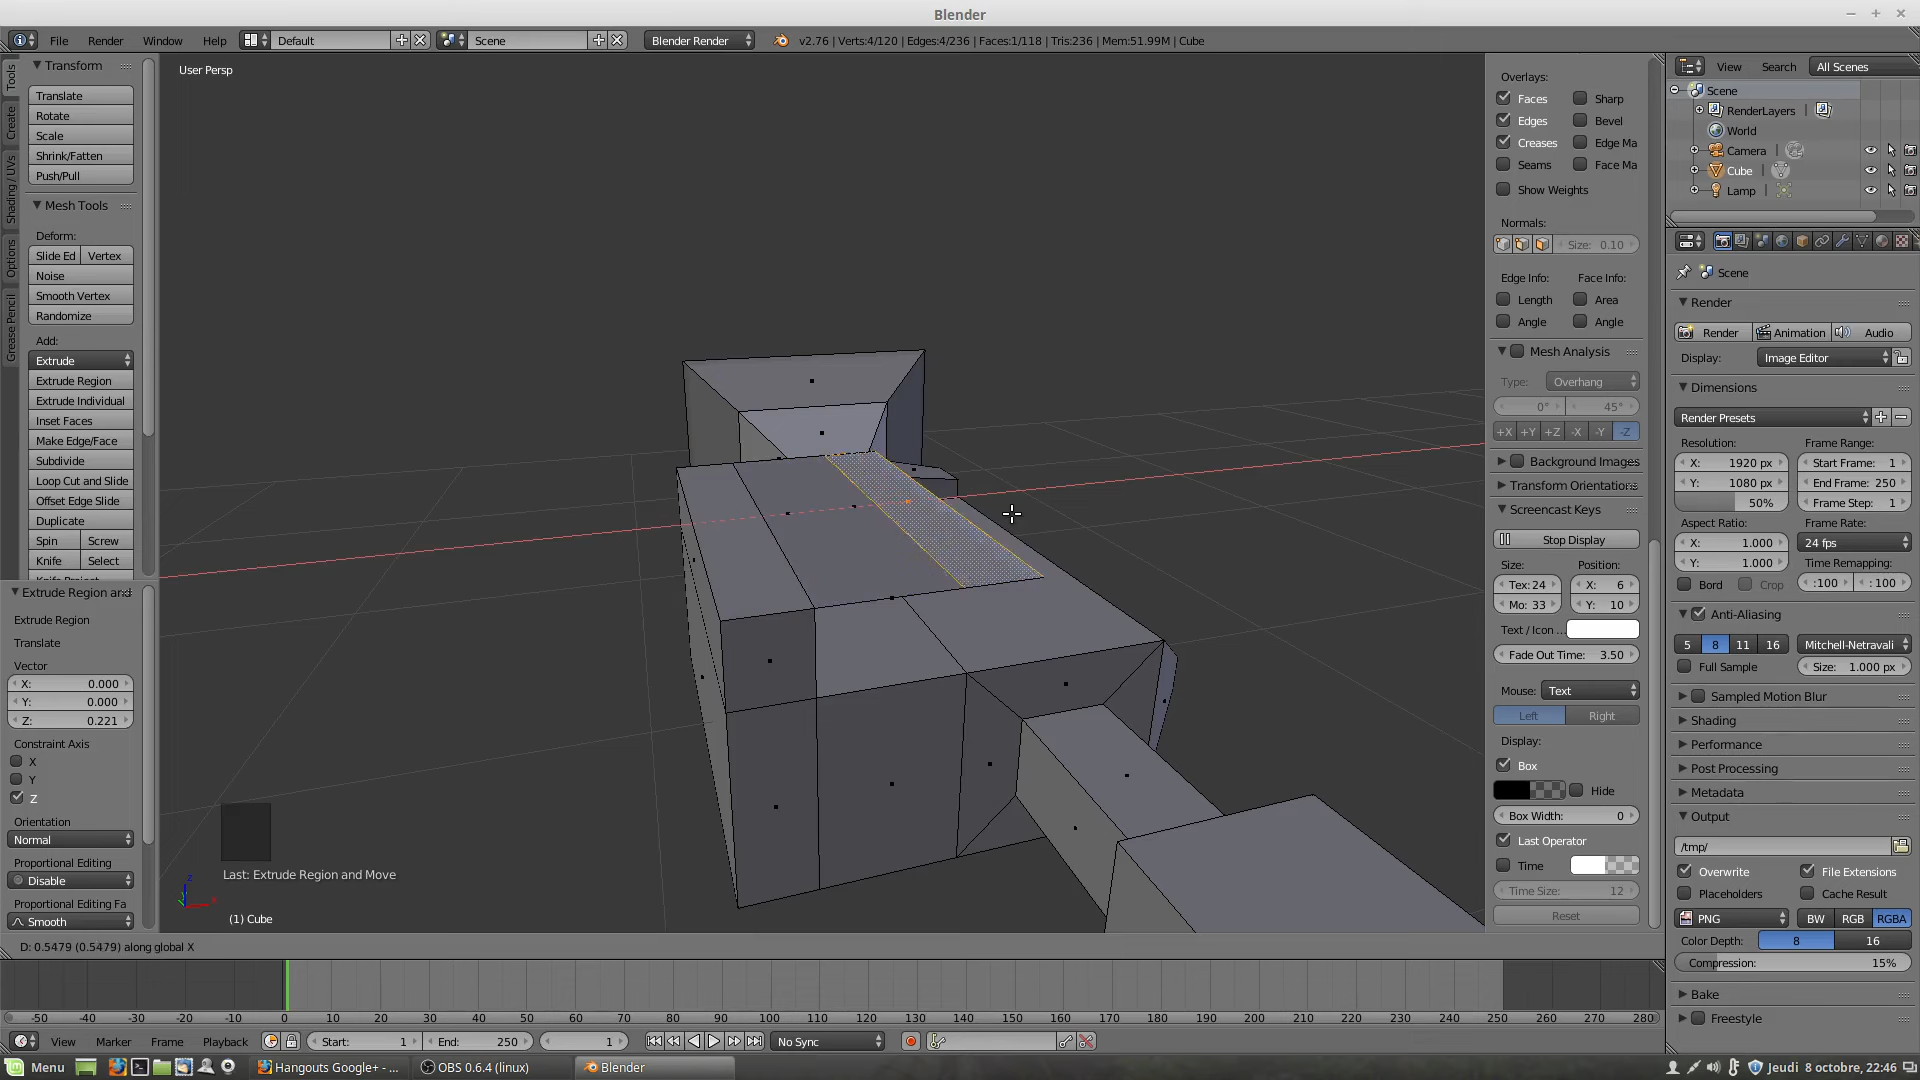 Blender
File Render Window Help Default Scene Blender Render v2.76 | Verts:4/120 | Edges:4/236 | Faces:1/118 | Tris:236 | Mem:51.99M | Cube
Tools
Create
Shading / UVs
Options
Grease Pencil
Transform
Translate
Rotate
Scale
Shrink/Fatten
Push/Pull
Mesh Tools
Deform:
Slide Ed Vertex
Noise
Smooth Vertex
Randomize
Add:
Extrude
Extrude Region
Extrude Individual
Inset Faces
Make Edge/Face
Subdivide
Loop Cut and Slide
Offset Edge Slide
Duplicate
Spin Screw
Knife Select
Knife Project
Extrude Region and
Extrude Region
Translate
Vector
X: 0.000
Y: 0.000
Z: 0.221
Constraint Axis
X
Y
Z
Orientation
Normal
Proportional Editing
Disable
Proportional Editing Fa
Smooth
User Persp
Last: Extrude Region and Move
(1) Cube
D: 0.5479 (0.5479) along global X
Overlays:
Faces Sharp
Edges Bevel
Creases Edge Ma
Seams Face Ma
Show Weights
Normals:
Size: 0.10
Edge Info: Face Info:
Length Area
Angle Angle
Mesh Analysis
Type: Overhang
0° 45°
+X +Y +Z -X -Y -Z
Background Images
Transform Orientations
Screencast Keys
Stop Display
Size: Position:
Tex: 24 X: 6
Mo: 33 Y: 10
Text / Icon ...
Fade Out Time: 3.50
Mouse: Text
Left Right
Display:
Box
Hide
Box Width: 0
Last Operator
Time
Time Size: 12
Reset
View Search All Scenes
Scene
RenderLayers
World
Camera
Cube
Lamp
Scene
Render
Render Animation Audio
Display: Image Editor
Dimensions
Render Presets
Resolution: Frame Range:
X: 1920 px Start Frame: 1
Y: 1080 px End Frame: 250
50% Frame Step: 1
Aspect Ratio: Frame Rate:
X: 1.000 24 fps
Y: 1.000 Time Remapping:
Bord Crop :100 : 100
Anti-Aliasing
5 8 11 16 Mitchell-Netravali
Full Sample Size: 1.000 px
Sampled Motion Blur
Shading
Performance
Post Processing
Metadata
Output
/tmp/
Overwrite File Extensions
Placeholders Cache Result
PNG BW RGB RGBA
Color Depth: 8 16
Compression: 15%
Bake
Freestyle
-50 -40 -30 -20 -10 0 10 20 30 40 50 60 70 80 90 100 110 120 130 140 150 160 170 180 190 200 210 220 230 240 250 260 270 280
View Marker Frame Playback Start: 1 End: 250 1 No Sync
Menu Hangouts Google+ - ... OBS 0.6.4 (linux) Blender Jeudi 8 octobre, 22:46